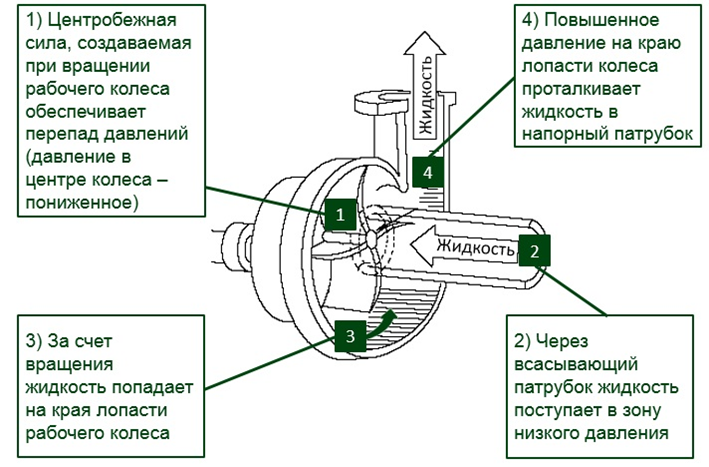 1) Центробежная
сила, создаваемая
при вращении
рабочего колеса
обеспечивает
перепад давлений
(давление в
центре колеса –
пониженное)
4) Повышенное
давление на краю
лопасти колеса
проталкивает
жидкость в
напорный патрубок
Жидкость
4
1
Жидкость
2
3
3) За счет
вращения
жидкость попадает
на края лопасти
рабочего колеса
2) Через
всасывающий
патрубок жидкость
поступает в зону
низкого давления